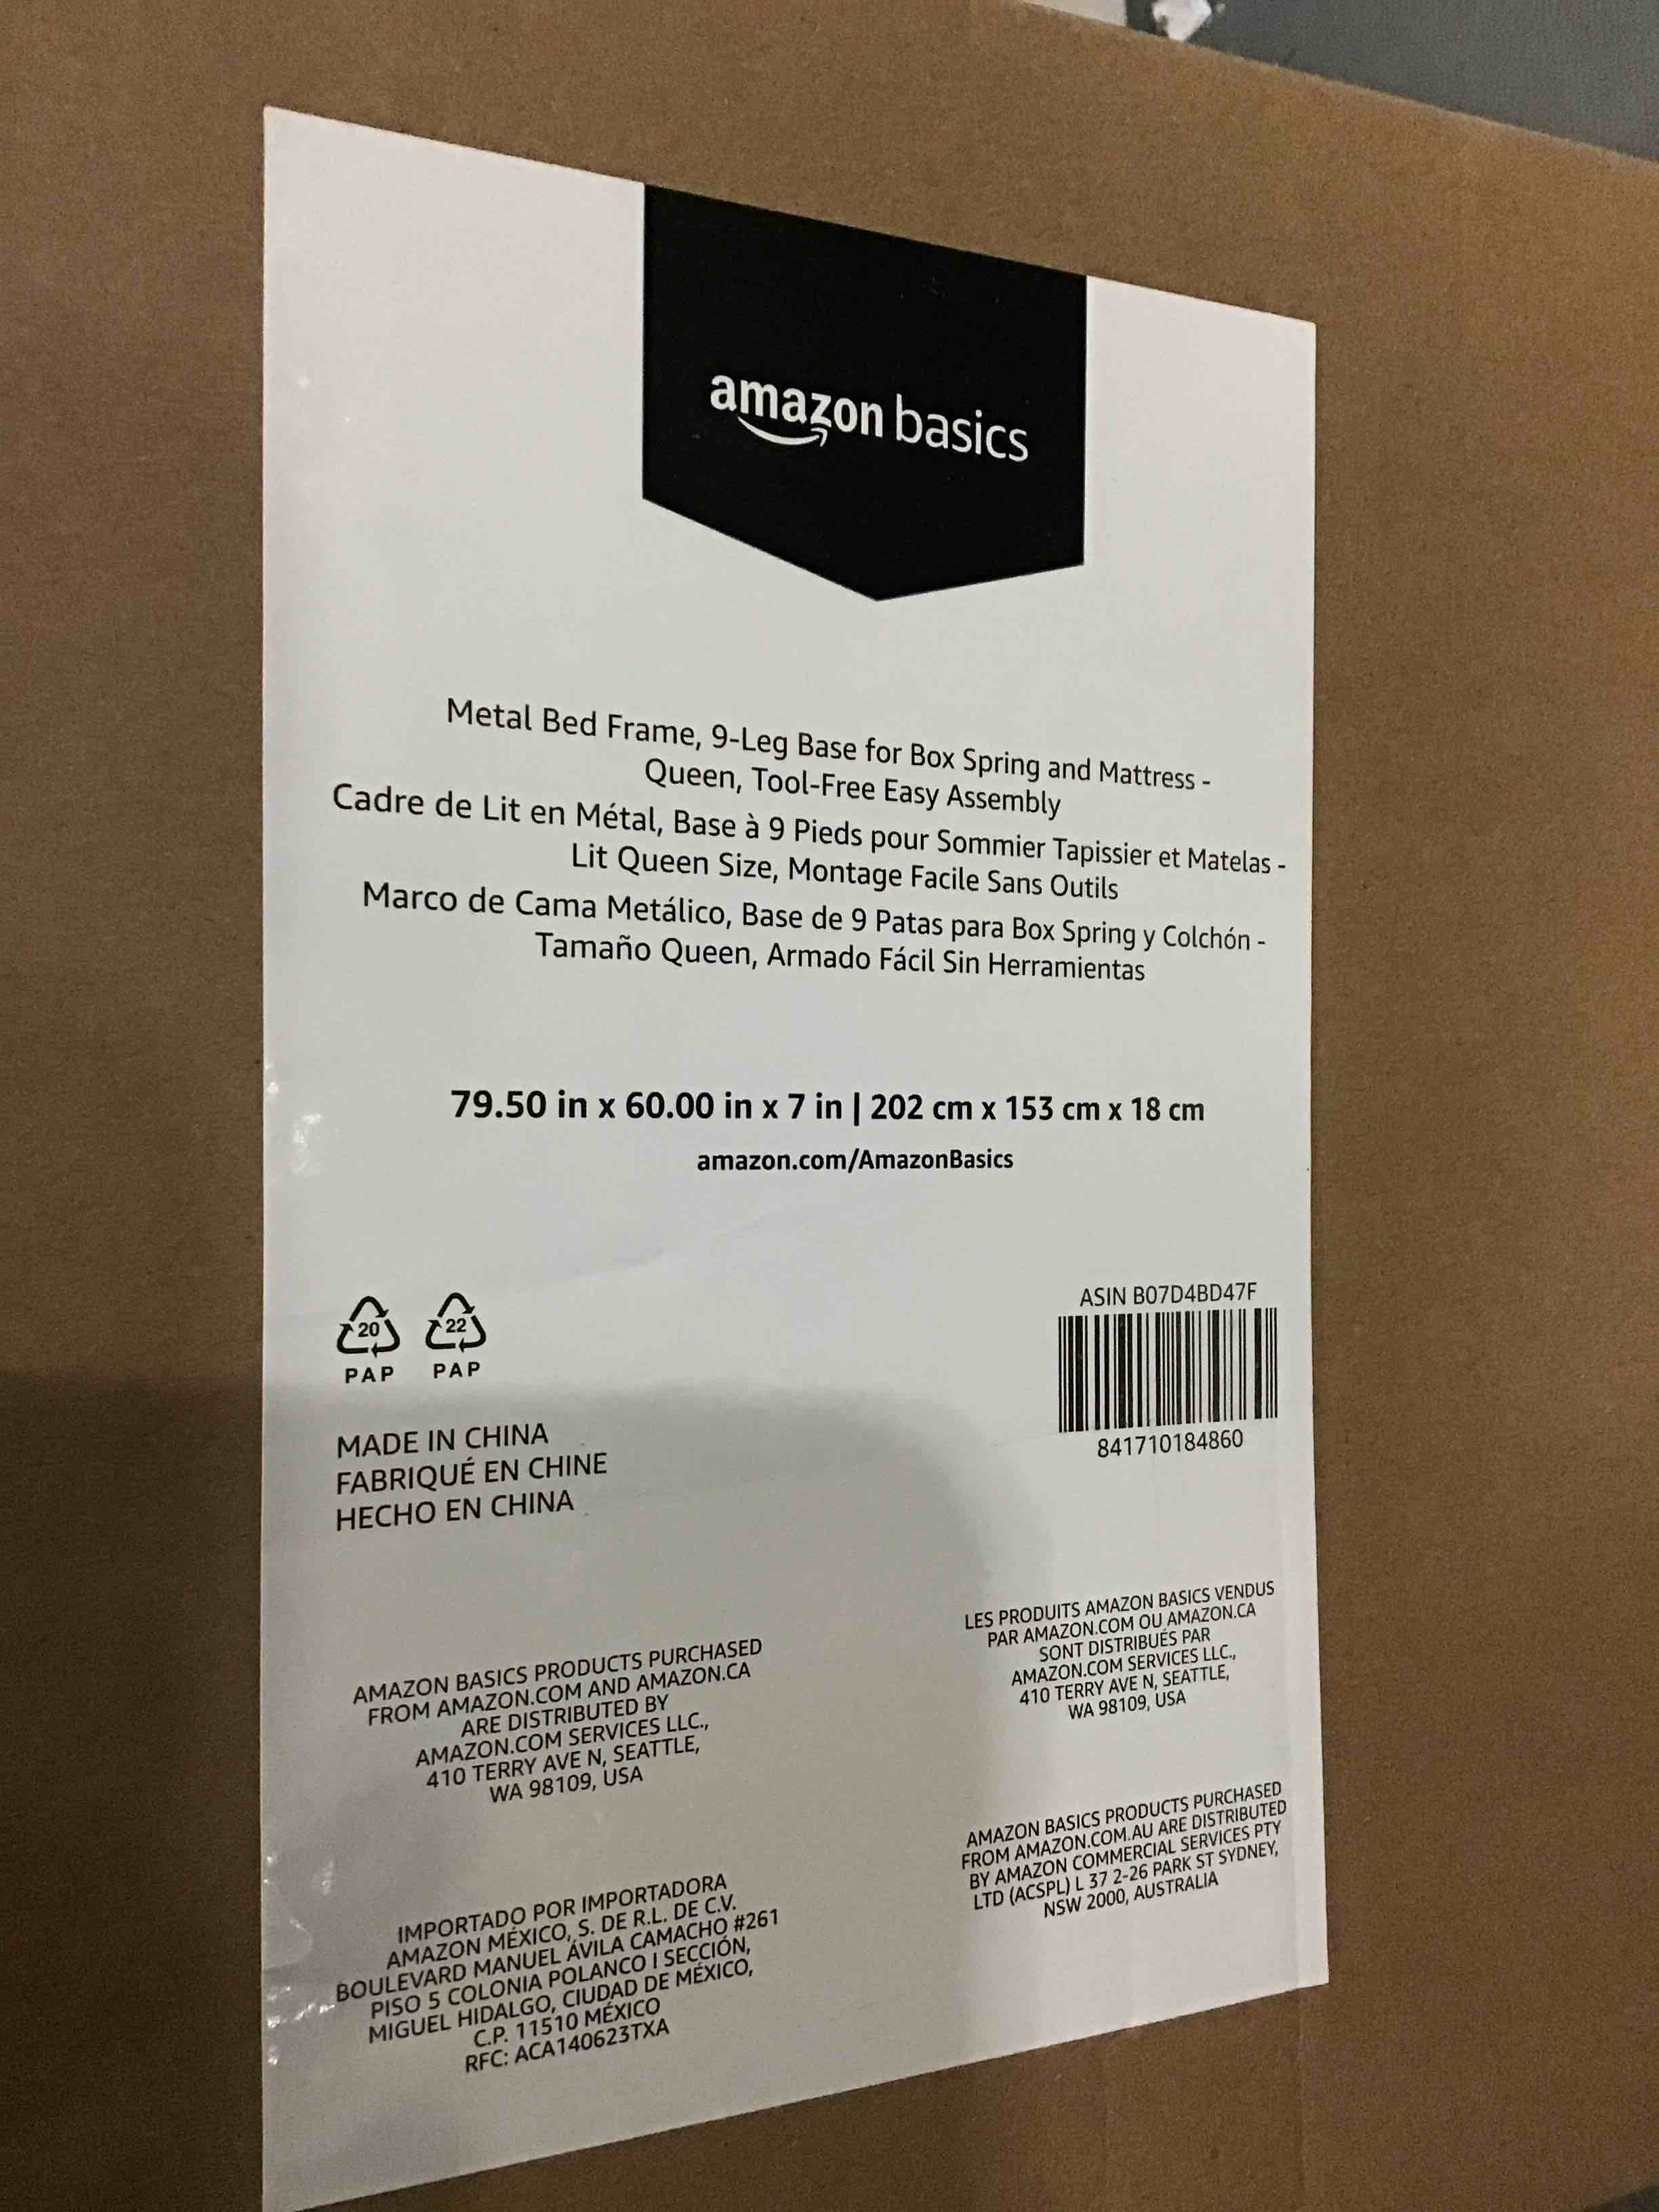 amazon basics
Metal Bed Frame, 9-Leg Base for Box Spring and Mattress -
Queen, Tool-Free Easy Assembly
Cadre de Lit en Métal, Base à 9 Pieds pour Sommier Tapissier et Matelas -
Lit Queen Size, Montage Facile Sans Outils
Marco de Cama Metálico, Base de 9 Patas para Box Spring y Colchón -
Tamaño Queen, Armado Fácil Sin Herramientas
79.50 in x 60.00 in x 7 in | 202 cm x 153 cm x 18 cm
amazon.com/AmazonBasics
20 22
PAP PAP
ASIN B07D4BD47F
841710184860
MADE IN CHINA
FABRIQUÉ EN CHINE
HECHO EN CHINA
AMAZON BASICS PRODUCTS PURCHASED
FROM AMAZON.COM AND AMAZON.CA
ARE DISTRIBUTED BY
AMAZON.COM SERVICES LLC.,
410 TERRY AVE N, SEATTLE,
WA 98109, USA
LES PRODUITS AMAZON BASICS VENDUS
PAR AMAZON.COM OU AMAZON.CA
SONT DISTRIBUÉS PAR
AMAZON.COM SERVICES LLC.,
410 TERRY AVE N, SEATTLE,
WA 98109, USA
IMPORTADO POR IMPORTADORA
AMAZON MÉXICO, S. DE R.L. DE C.V.
BOULEVARD MANUEL ÁVILA CAMACHO #261
PISO 5 COLONIA POLANCO I SECCIÓN,
MIGUEL HIDALGO, CIUDAD DE MÉXICO,
C.P. 11510 MÉXICO
RFC: ACA140623TXA
AMAZON BASICS PRODUCTS PURCHASED
FROM AMAZON.COM.AU ARE DISTRIBUTED
BY AMAZON COMMERCIAL SERVICES PTY
LTD (ACSPL) L 37 2-26 PARK ST SYDNEY,
NSW 2000, AUSTRALIA